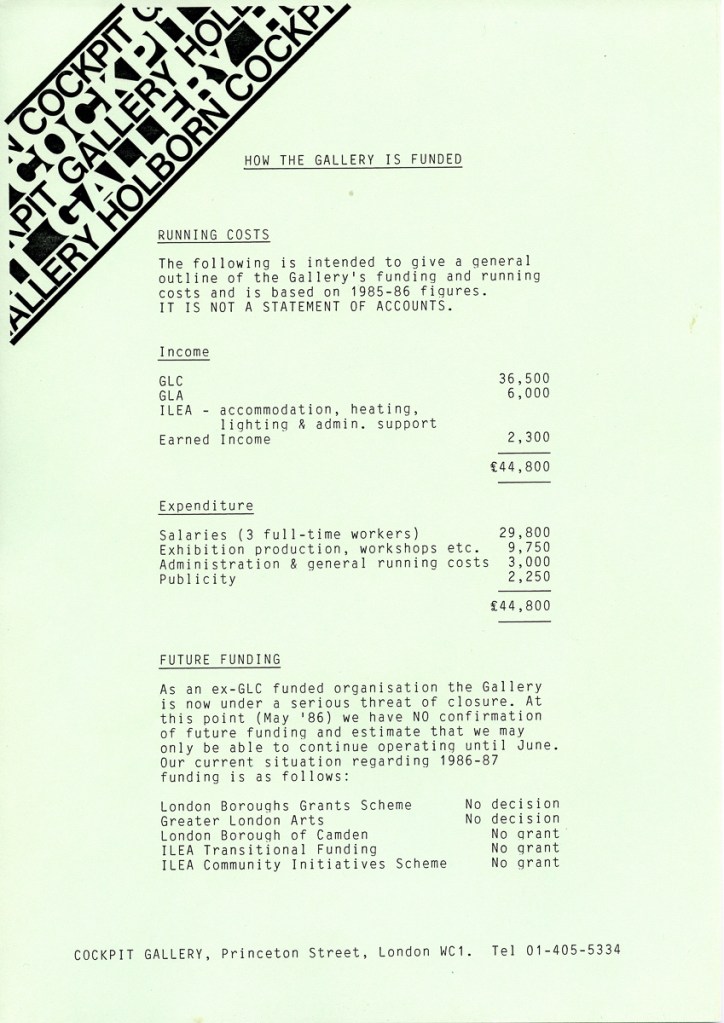 COCKPIT G
N COCKPIT GALLERY HOLL
COCKPIT
KPIT GALLERY HOLBORN COCKPIT
GALLERY
ALLERY HOLBORN COCKPIT
HOW THE GALLERY IS FUNDED
RUNNING COSTS
The following is intended to give a general
outline of the Gallery's funding and running
costs and is based on 1985-86 figures.
IT IS NOT A STATEMENT OF ACCOUNTS.
Income
GLC 36,500
GLA 6,000
ILEA - accommodation, heating,
lighting & admin. support
Earned Income 2,300
£44,800
Expenditure
Salaries (3 full-time workers) 29,800
Exhibition production, workshops etc. 9,750
Administration & general running costs 3,000
Publicity 2,250
£44,800
FUTURE FUNDING
As an ex-GLC funded organisation the Gallery
is now under a serious threat of closure. At
this point (May '86) we have NO confirmation
of future funding and estimate that we may
only be able to continue operating until June.
Our current situation regarding 1986-87
funding is as follows:
London Boroughs Grants Scheme No decision
Greater London Arts No decision
London Borough of Camden No grant
ILEA Transitional Funding No grant
ILEA Community Initiatives Scheme No grant
COCKPIT GALLERY, Princeton Street, London WC1. Tel 01-405-5334